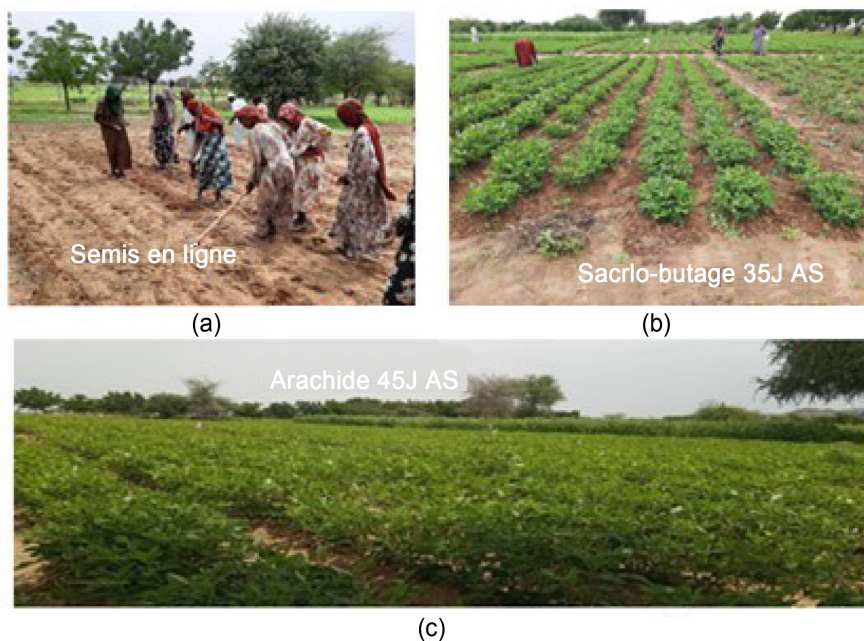 Semis en ligne
(a)
Sacrlo-butage 35J AS
(b)
Arachide 45J AS
(c)